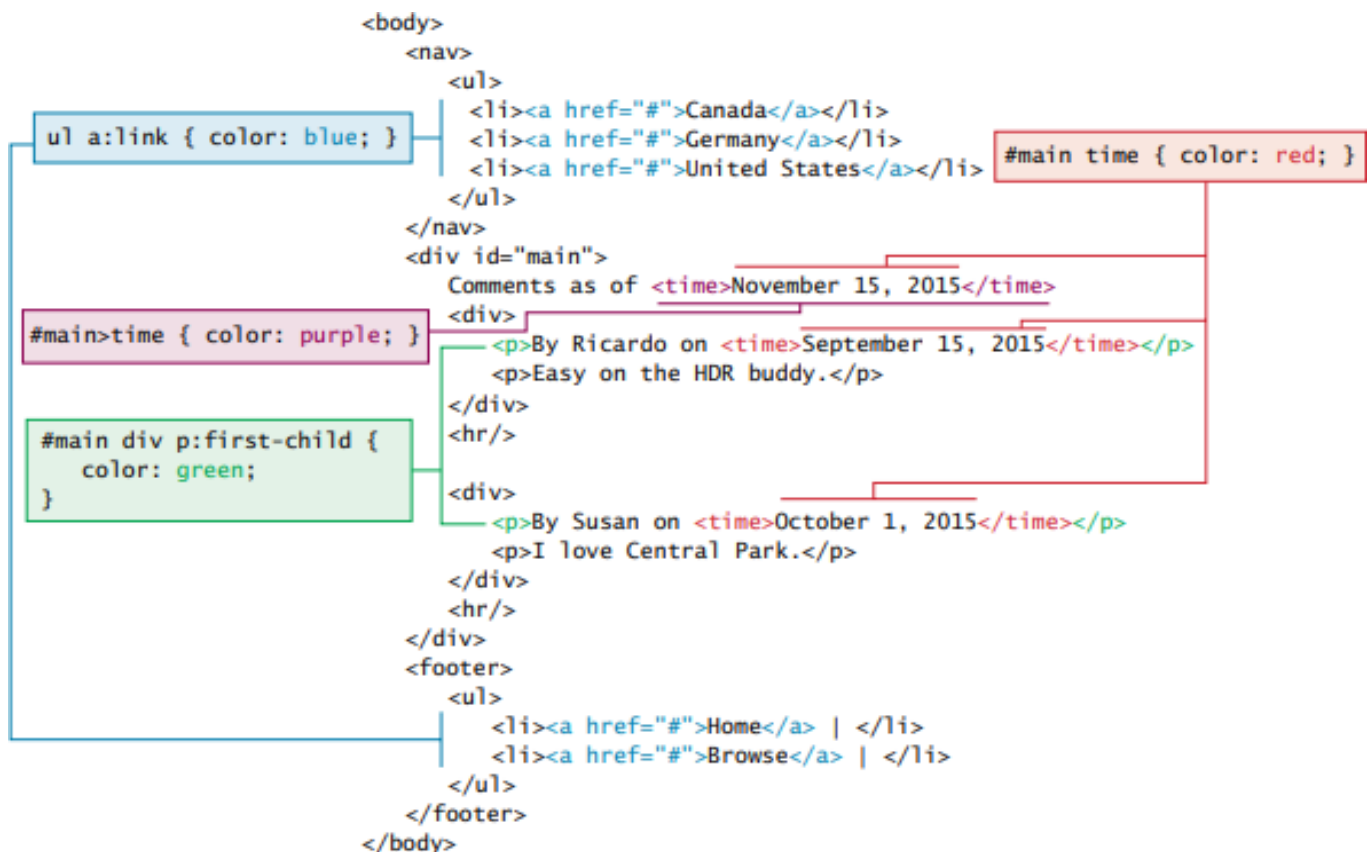 <body>
<nav>
<ul>
<li><a href="#">Canada</a></li>
ul a:link { color: blue; }
<li><a href="#">Germany</a></li>
#main time { color: red; }
<li><a href="#">United States</a></li>
</ul>
</nav>
<div id="main">
Comments as of <time>November 15, 2015</time>
<div>
#main>time { color: purple; }
<p>By Ricardo on <time>September 15, 2015</time></p>
<p>Easy on the HDR buddy.</p>
</div>
<hr/>
#main div p:first-child {
color: green;
}
<div>
<p>By Susan on <time>October 1, 2015</time></p>
<p>I love Central Park.</p>
</div>
<hr/>
</div>
<footer>
<ul>
<li><a href="#">Home</a> | </li>
<li><a href="#">Browse</a> | </li>
</ul>
</footer>
</body>